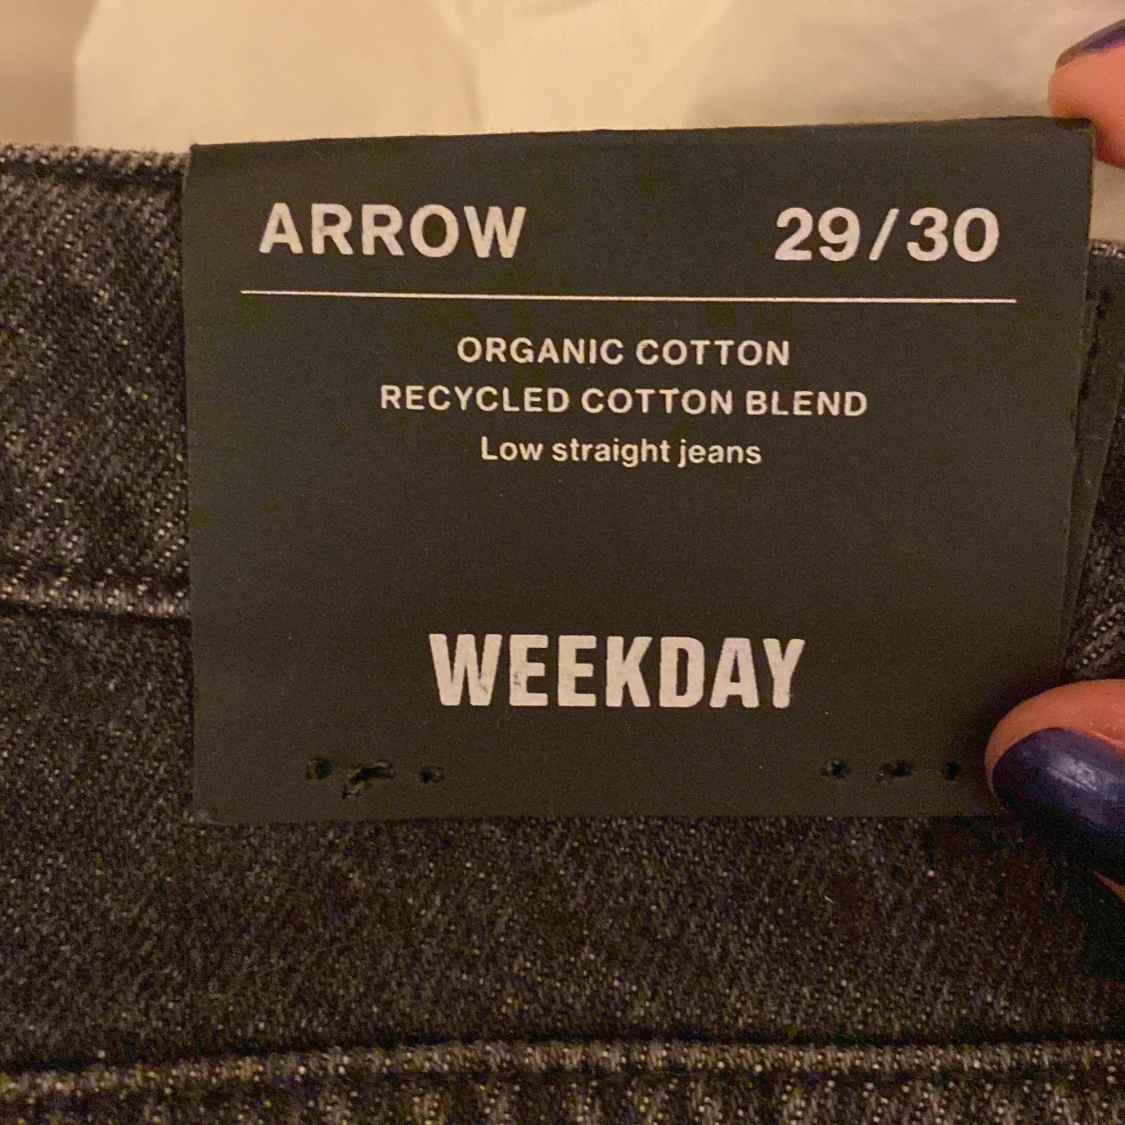 ARROW 29/30
ORGANIC COTTON
RECYCLED COTTON BLEND
Low straight jeans
WEEKDAY